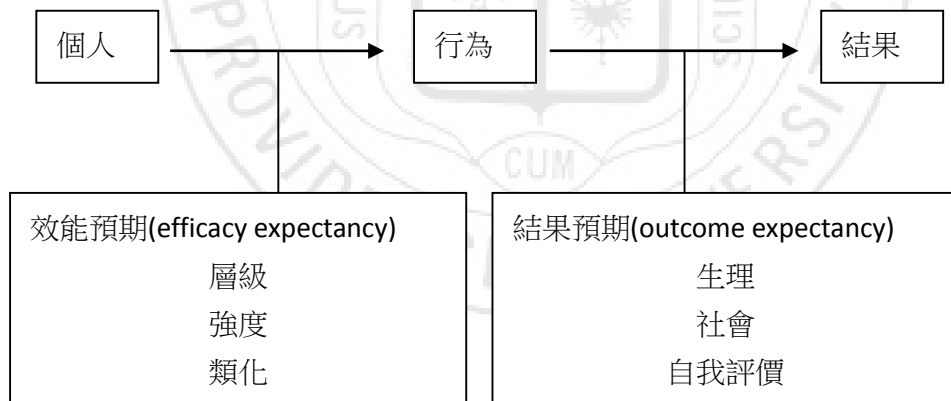 個人
行為
結果
效能預期(efficacy expectancy)
層級
強度
類化
結果預期(outcome expectancy)
生理
社會
自我評價
CUM